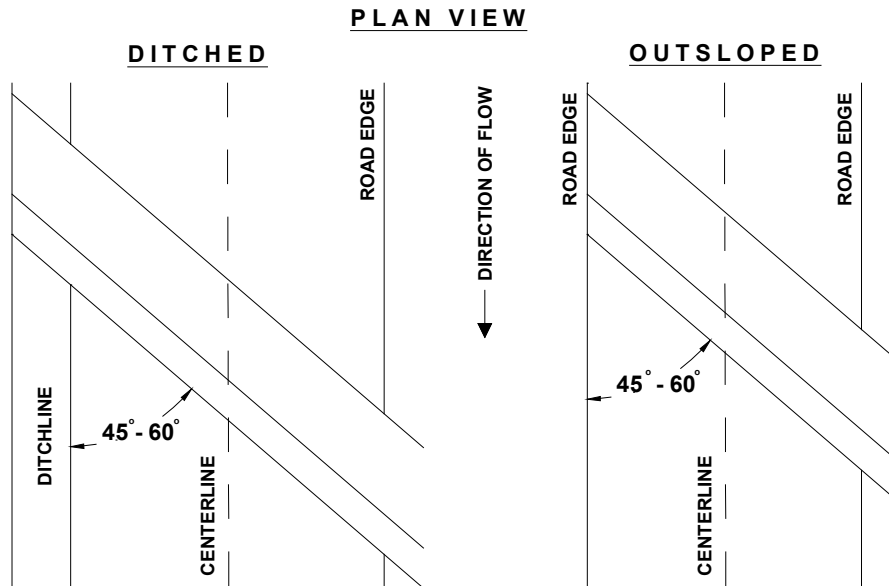 PLAN VIEW
DITCHED
OUTSLOPED
ROAD EDGE
DIRECTION OF FLOW
ROAD EDGE
ROAD EDGE
45° - 60°
45° - 60°
DITCHLINE
CENTERLINE
CENTERLINE